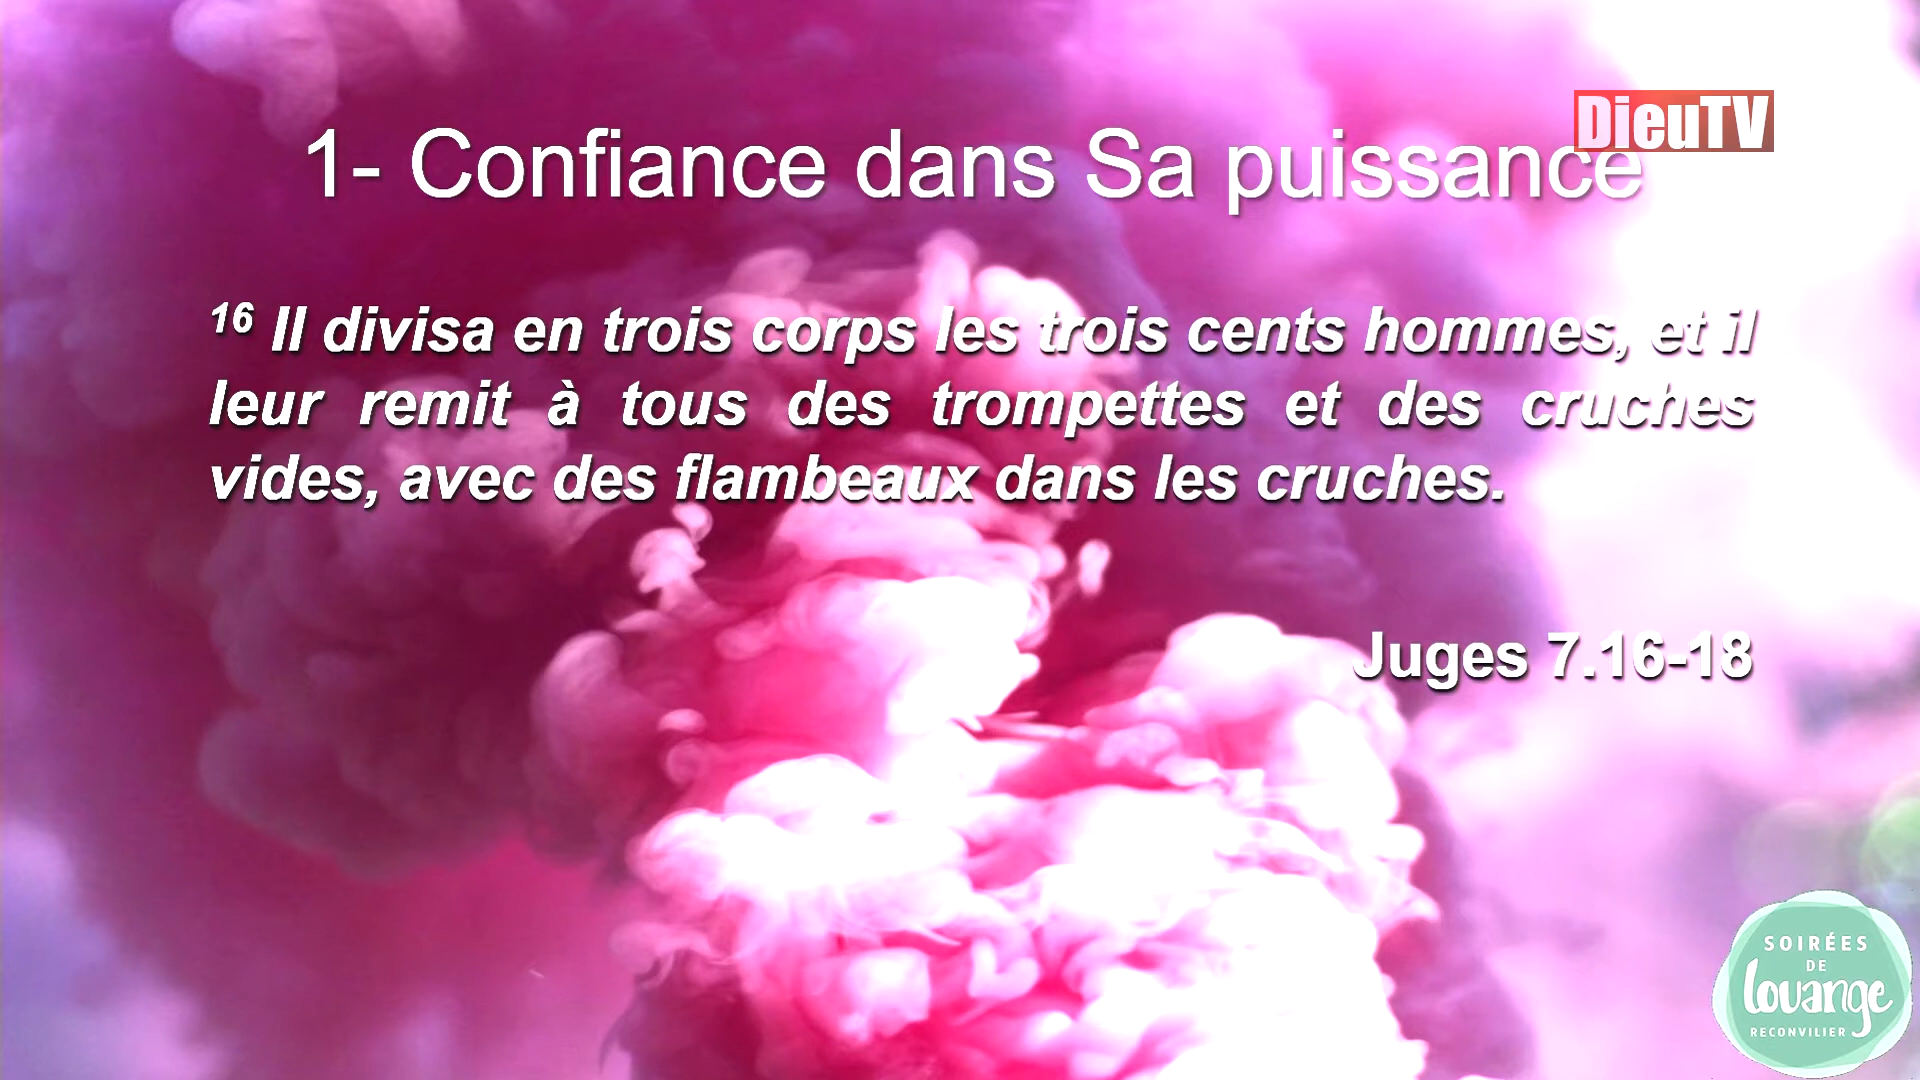 DieuTV
1- Confiance dans Sa puissance
16 Il divisa en trois corps les trois cents hommes, et il
leur remit à tous des trompettes et des cruches
vides, avec des flambeaux dans les cruches.
Juges 7.16-18
SOIRÉES
DE
louange
RECONVILIER